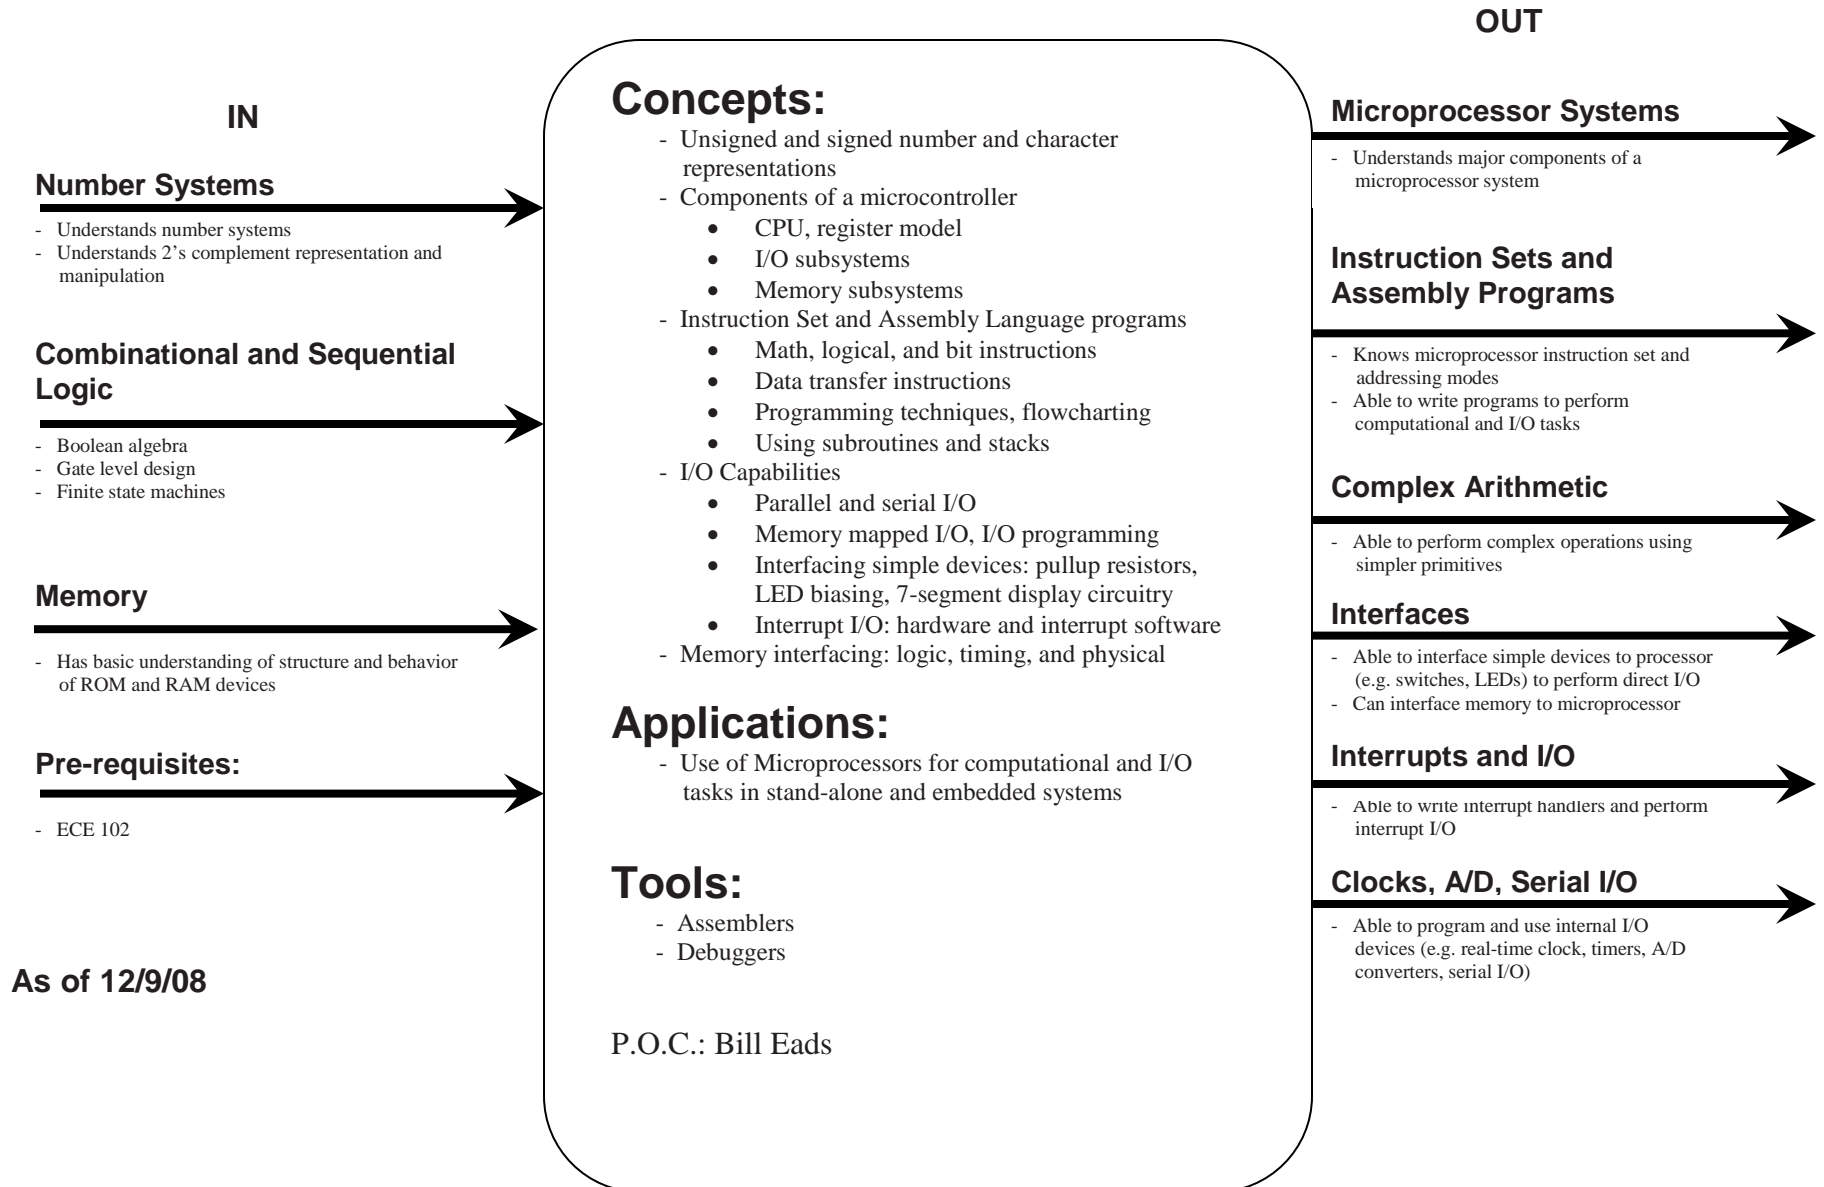 IN
Number Systems
- Understands number systems
- Understands 2’s complement representation and
manipulation
Combinational and Sequential
Logic
- Boolean algebra
- Gate level design
- Finite state machines
Memory
- Has basic understanding of structure and behavior
of ROM and RAM devices
Pre-requisites:
- ECE 102
As of 12/9/08
Concepts:
- Unsigned and signed number and character
representations
- Components of a microcontroller
• CPU, register model
• I/O subsystems
• Memory subsystems
- Instruction Set and Assembly Language programs
• Math, logical, and bit instructions
• Data transfer instructions
• Programming techniques, flowcharting
• Using subroutines and stacks
- I/O Capabilities
• Parallel and serial I/O
• Memory mapped I/O, I/O programming
• Interfacing simple devices: pullup resistors,
LED biasing, 7-segment display circuitry
• Interrupt I/O: hardware and interrupt software
- Memory interfacing: logic, timing, and physical
Applications:
- Use of Microprocessors for computational and I/O
tasks in stand-alone and embedded systems
Tools:
- Assemblers
- Debuggers
P.O.C.: Bill Eads
OUT
Microprocessor Systems
- Understands major components of a
microprocessor system
Instruction Sets and
Assembly Programs
- Knows microprocessor instruction set and
addressing modes
- Able to write programs to perform
computational and I/O tasks
Complex Arithmetic
- Able to perform complex operations using
simpler primitives
Interfaces
- Able to interface simple devices to processor
(e.g. switches, LEDs) to perform direct I/O
- Can interface memory to microprocessor
Interrupts and I/O
- Able to write interrupt handlers and perform
interrupt I/O
Clocks, A/D, Serial I/O
- Able to program and use internal I/O
devices (e.g. real-time clock, timers, A/D
converters, serial I/O)